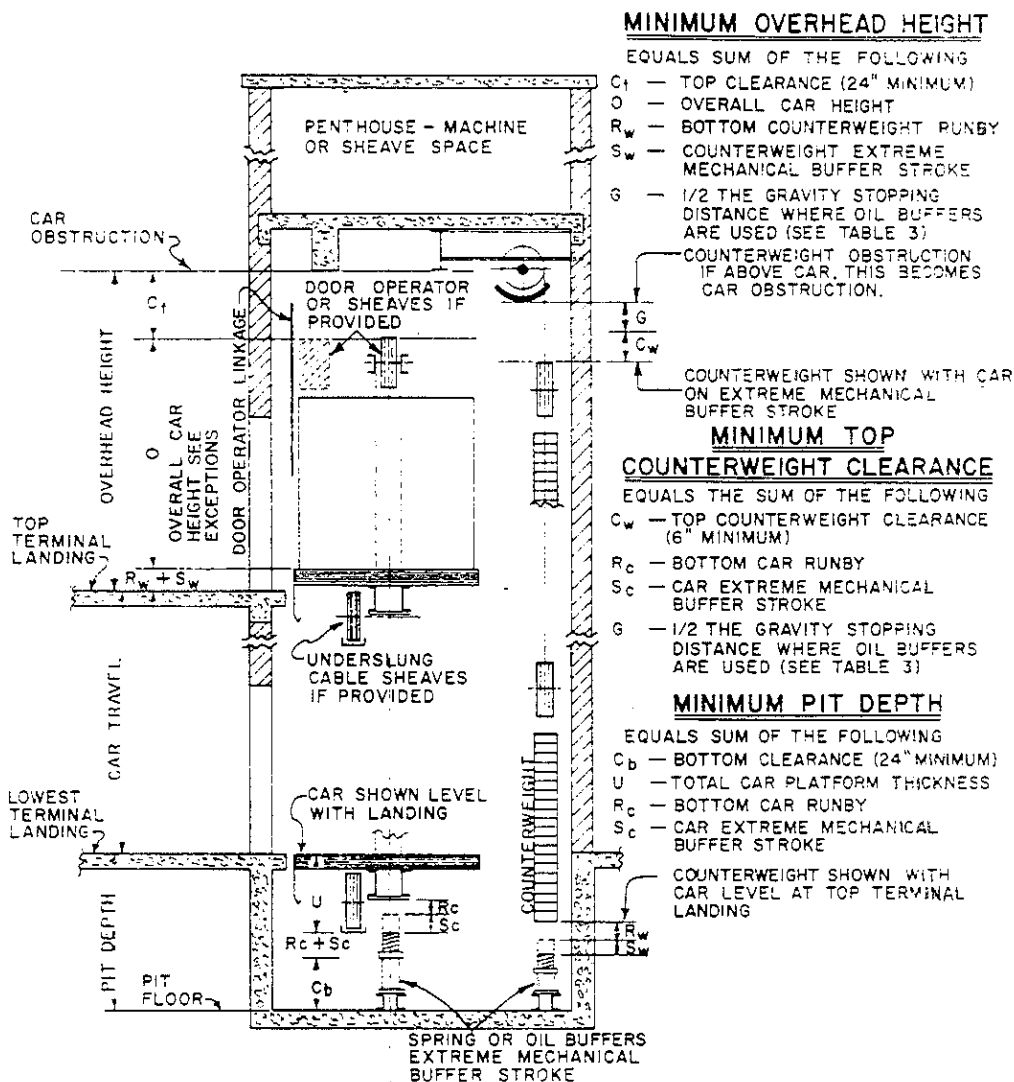 MINIMUM OVERHEAD HEIGHT
EQUALS SUM OF THE FOLLOWING
Ct — TOP CLEARANCE (24" MINIMUM)
O — OVERALL CAR HEIGHT
Rw — BOTTOM COUNTERWEIGHT RUNBY
Sw — COUNTERWEIGHT EXTREME
MECHANICAL BUFFER STROKE
G — 1/2 THE GRAVITY STOPPING
DISTANCE WHERE OIL BUFFERS
ARE USED (SEE TABLE 3)
COUNTERWEIGHT OBSTRUCTION
IF ABOVE CAR, THIS BECOMES
CAR OBSTRUCTION.
G
Cw
COUNTERWEIGHT SHOWN WITH CAR
ON EXTREME MECHANICAL
BUFFER STROKE
MINIMUM TOP
COUNTERWEIGHT CLEARANCE
EQUALS THE SUM OF THE FOLLOWING
Cw — TOP COUNTERWEIGHT CLEARANCE
(6" MINIMUM)
Rc — BOTTOM CAR RUNBY
Sc — CAR EXTREME MECHANICAL
BUFFER STROKE
G — 1/2 THE GRAVITY STOPPING
DISTANCE WHERE OIL BUFFERS
ARE USED (SEE TABLE 3)
MINIMUM PIT DEPTH
EQUALS SUM OF THE FOLLOWING
Cb — BOTTOM CLEARANCE (24" MINIMUM)
U — TOTAL CAR PLATFORM THICKNESS
Rc — BOTTOM CAR RUNBY
Sc — CAR EXTREME MECHANICAL
BUFFER STROKE
COUNTERWEIGHT SHOWN WITH
CAR LEVEL AT TOP TERMINAL
LANDING
Rw
Sw
PENTHOUSE – MACHINE
OR SHEAVE SPACE
CAR
OBSTRUCTION
Ct
DOOR OPERATOR
OR SHEAVES IF
PROVIDED
OVERHEAD HEIGHT
O
OVERALL CAR
HEIGHT SEE
EXCEPTIONS
DOOR OPERATOR LINKAGE
TOP
TERMINAL
LANDING
Rw + Sw
UNDERSLUNG
CABLE SHEAVES
IF PROVIDED
CAR TRAVEL
COUNTERWEIGHT
LOWEST
TERMINAL
LANDING
CAR SHOWN LEVEL
WITH LANDING
U
Rc
Sc
Rc + Sc
Cb
PIT DEPTH
PIT
FLOOR
SPRING OR OIL BUFFERS
EXTREME MECHANICAL
BUFFER STROKE